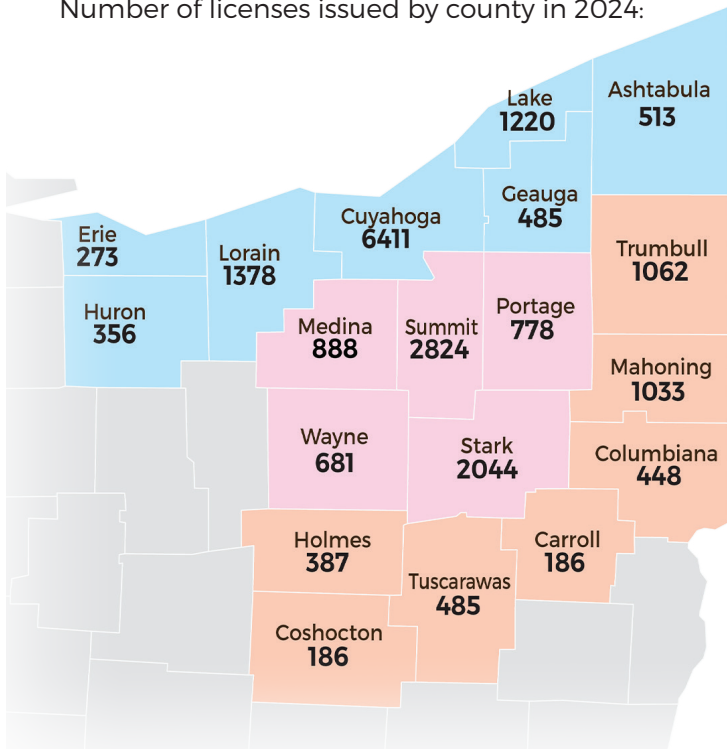 Number of licenses issued by county in 2024:
Lake
1220
Ashtabula
513
Geauga
485
Cuyahoga
6411
Erie
273
Lorain
1378
Trumbull
1062
Huron
356
Medina
888
Summit
2824
Portage
778
Mahoning
1033
Wayne
681
Stark
2044
Columbiana
448
Holmes
387
Carroll
186
Tuscarawas
485
Coshocton
186